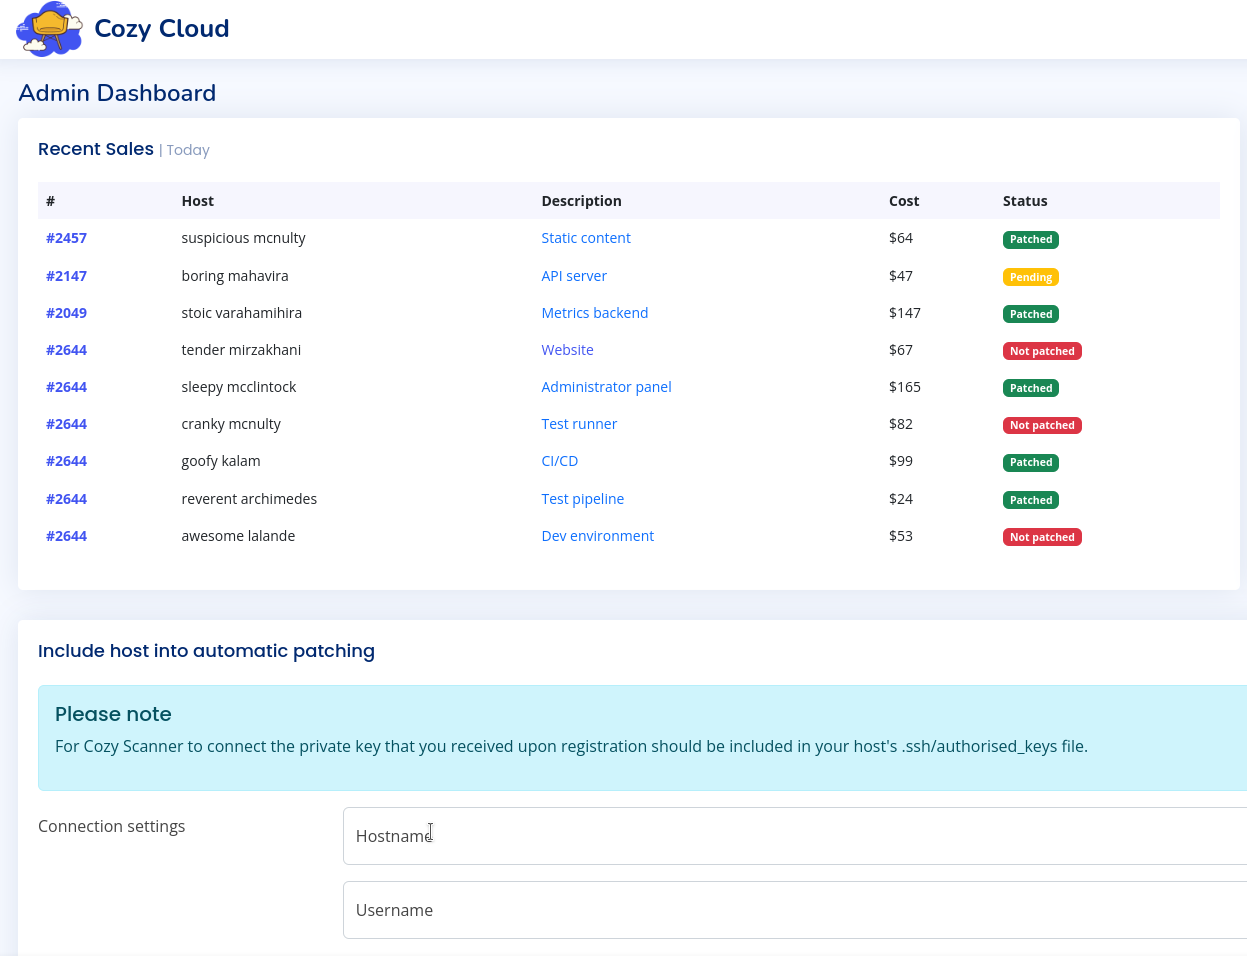 Cozy Cloud
Admin Dashboard
Recent Sales | Today
# Host Description Cost Status
#2457 suspicious mcnulty Static content $64 Patched
#2147 boring mahavira API server $47 Pending
#2049 stoic varahamihira Metrics backend $147 Patched
#2644 tender mirzakhani Website $67 Not patched
#2644 sleepy mcclintock Administrator panel $165 Patched
#2644 cranky mcnulty Test runner $82 Not patched
#2644 goofy kalam CI/CD $99 Patched
#2644 reverent archimedes Test pipeline $24 Patched
#2644 awesome lalande Dev environment $53 Not patched
Include host into automatic patching
Please note
For Cozy Scanner to connect the private key that you received upon registration should be included in your host's .ssh/authorised_keys file.
Connection settings
Hostname
Username